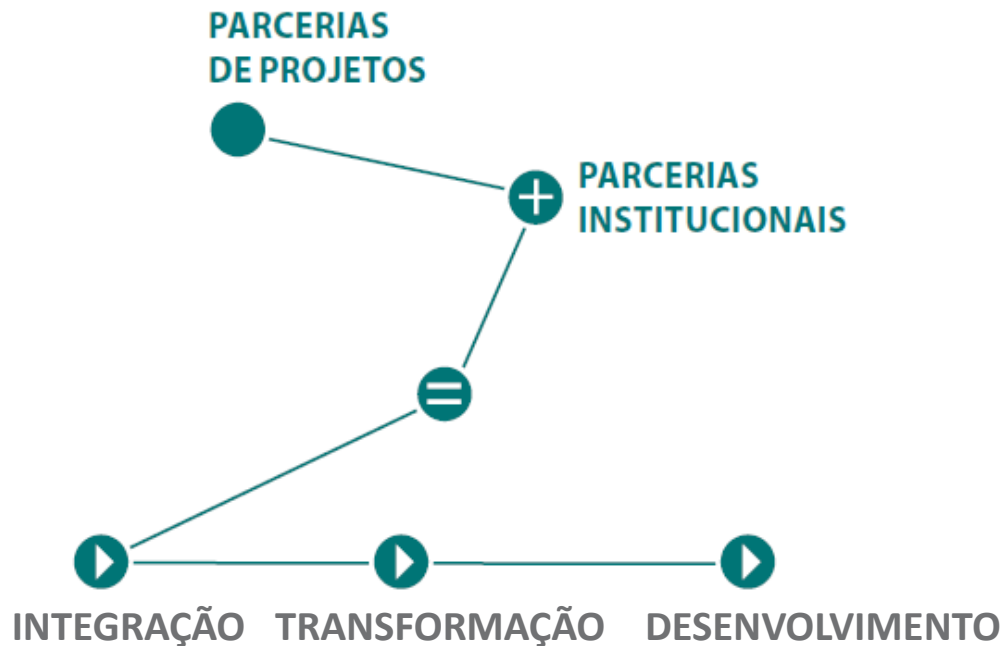 PARCERIAS
DE PROJETOS
PARCERIAS
INSTITUCIONAIS
INTEGRAÇÃO TRANSFORMAÇÃO DESENVOLVIMENTO